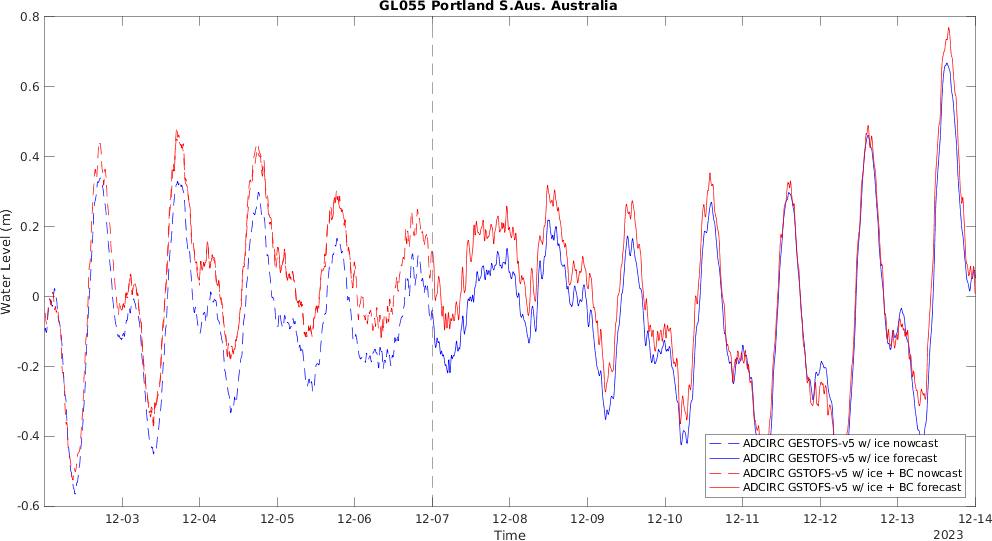 GL055 Portland S.Aus. Australia
Water Level (m)
0.8
0.6
0.4
0.2
0
-0.2
-0.4
-0.6
ADCIRC GESTOFS-v5 w/ ice nowcast
ADCIRC GESTOFS-v5 w/ ice forecast
ADCIRC GSTOFS-v5 w/ ice + BC nowcast
ADCIRC GSTOFS-v5 w/ ice + BC forecast
12-03 12-04 12-05 12-06 12-07 12-08 12-09 12-10 12-11 12-12 12-13 12-14
Time
2023